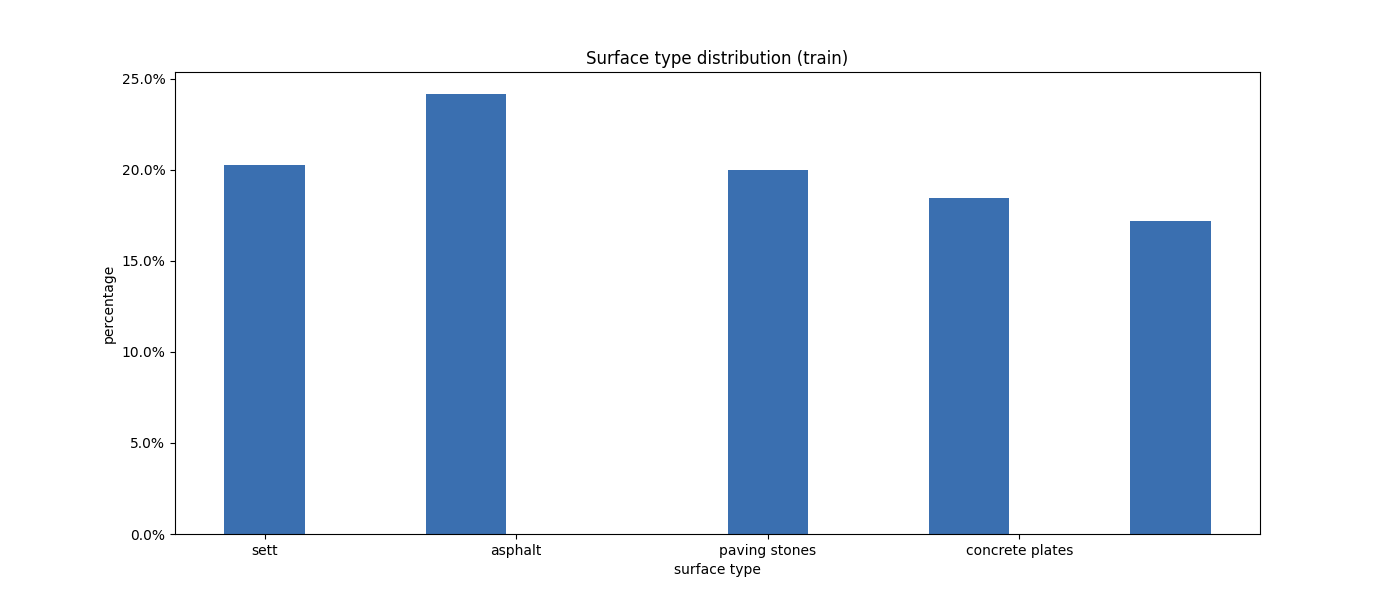 Surface type distribution (train)
25.0%
20.0%
15.0%
10.0%
5.0%
0.0%
percentage
sett asphalt paving stones concrete plates
surface type